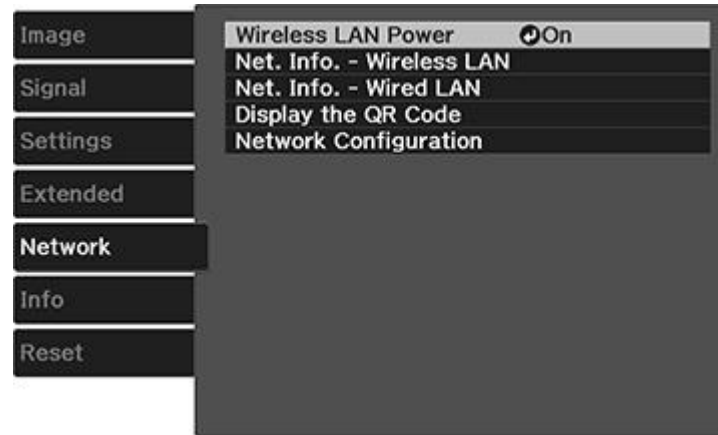 Image
Signal
Settings
Extended
Network
Info
Reset
Wireless LAN Power On
Net. Info. - Wireless LAN
Net. Info. - Wired LAN
Display the QR Code
Network Configuration